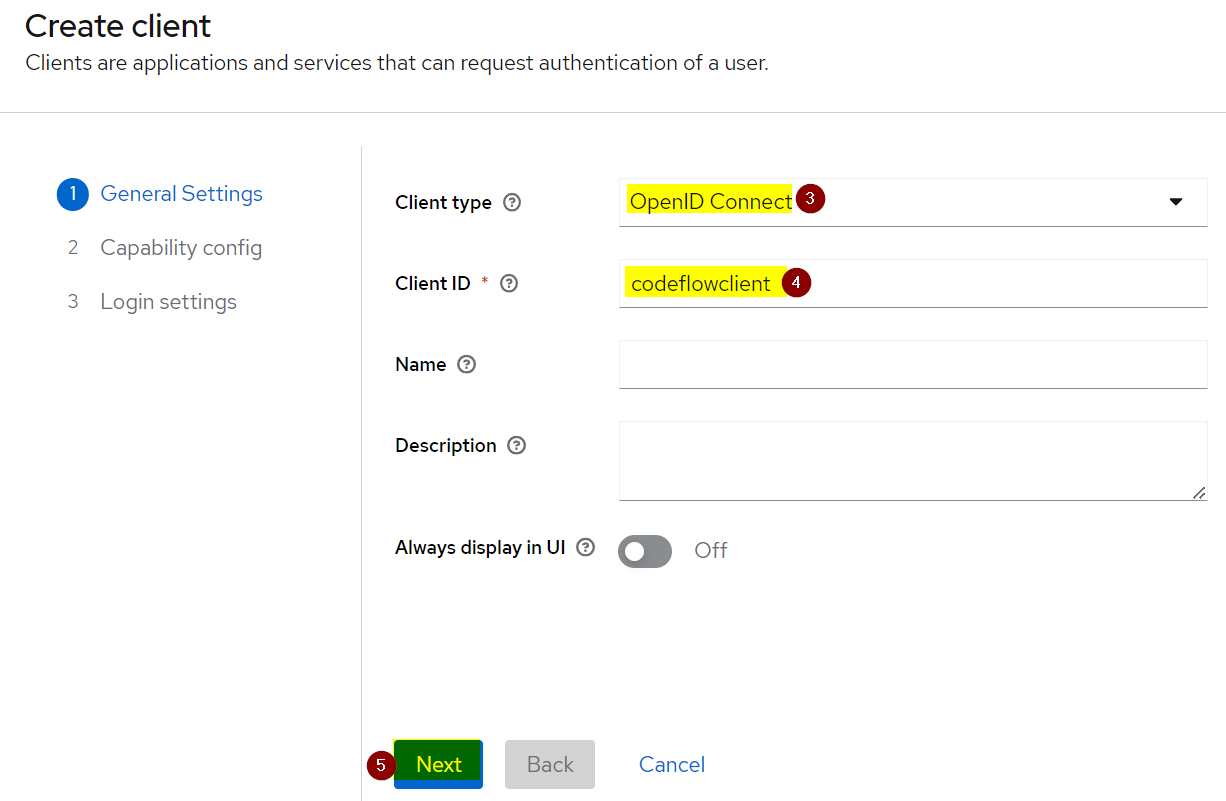 Create client
Clients are applications and services that can request authentication of a user.
1 General Settings
2 Capability config
3 Login settings
Client type ? OpenID Connect 3
Client ID * ? codeflowclient 4
Name ?
Description ?
Always display in UI ? Off
5 Next Back Cancel